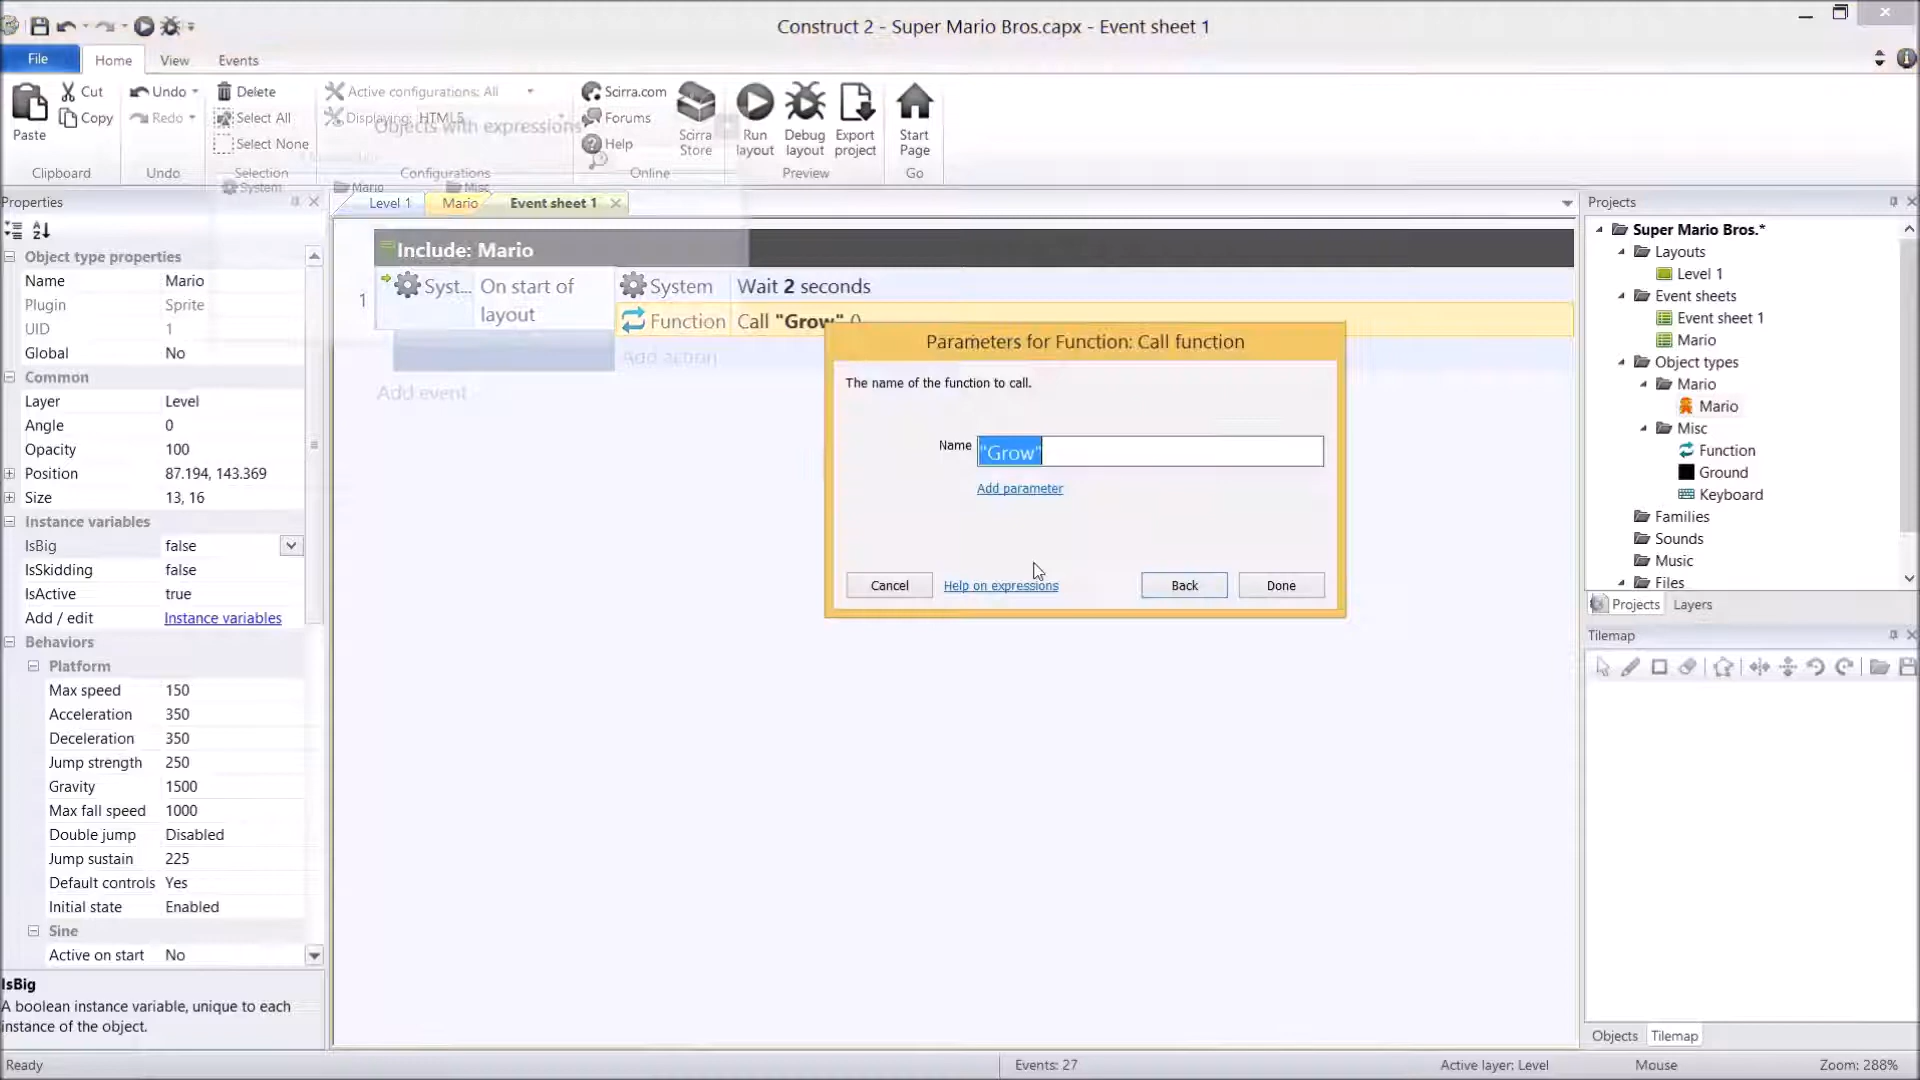 Construct 2 - Super Mario Bros.capx - Event sheet 1
File
Home
View
Events
Paste
Cut
Copy
Clipboard
Undo
Redo
Undo
Delete
Select All
Select None
Selection
Active configurations: All
Displaying: HTML5
Configurations
Objects with expressions
System
Mario
Misc
Scirra.com
Forums
Help
Scirra
Store
Online
Run
layout
Debug
layout
Export
project
Preview
Start
Page
Go
Properties
Object type properties
Name Mario
Plugin Sprite
UID 1
Global No
Common
Layer Level
Angle 0
Opacity 100
Position 87.194, 143.369
Size 13, 16
Instance variables
IsBig false
IsSkidding false
IsActive true
Add / edit Instance variables
Behaviors
Platform
Max speed 150
Acceleration 350
Deceleration 350
Jump strength 250
Gravity 1500
Max fall speed 1000
Double jump Disabled
Jump sustain 225
Default controls Yes
Initial state Enabled
Sine
Active on start No
IsBig
A boolean instance variable, unique to each
instance of the object.
Level 1
Mario
Event sheet 1
Include: Mario
1
Syst... On start of
layout
System Wait 2 seconds
Function Call "Grow" ()
Add action
Add event
Parameters for Function: Call function
The name of the function to call.
Name "Grow"
Add parameter
Cancel
Help on expressions
Back
Done
Projects
Super Mario Bros.*
Layouts
Level 1
Event sheets
Event sheet 1
Mario
Object types
Mario
Mario
Misc
Function
Ground
Keyboard
Families
Sounds
Music
Files
Projects
Layers
Tilemap
Objects
Tilemap
Ready
Events: 27
Active layer: Level
Mouse
Zoom: 288%